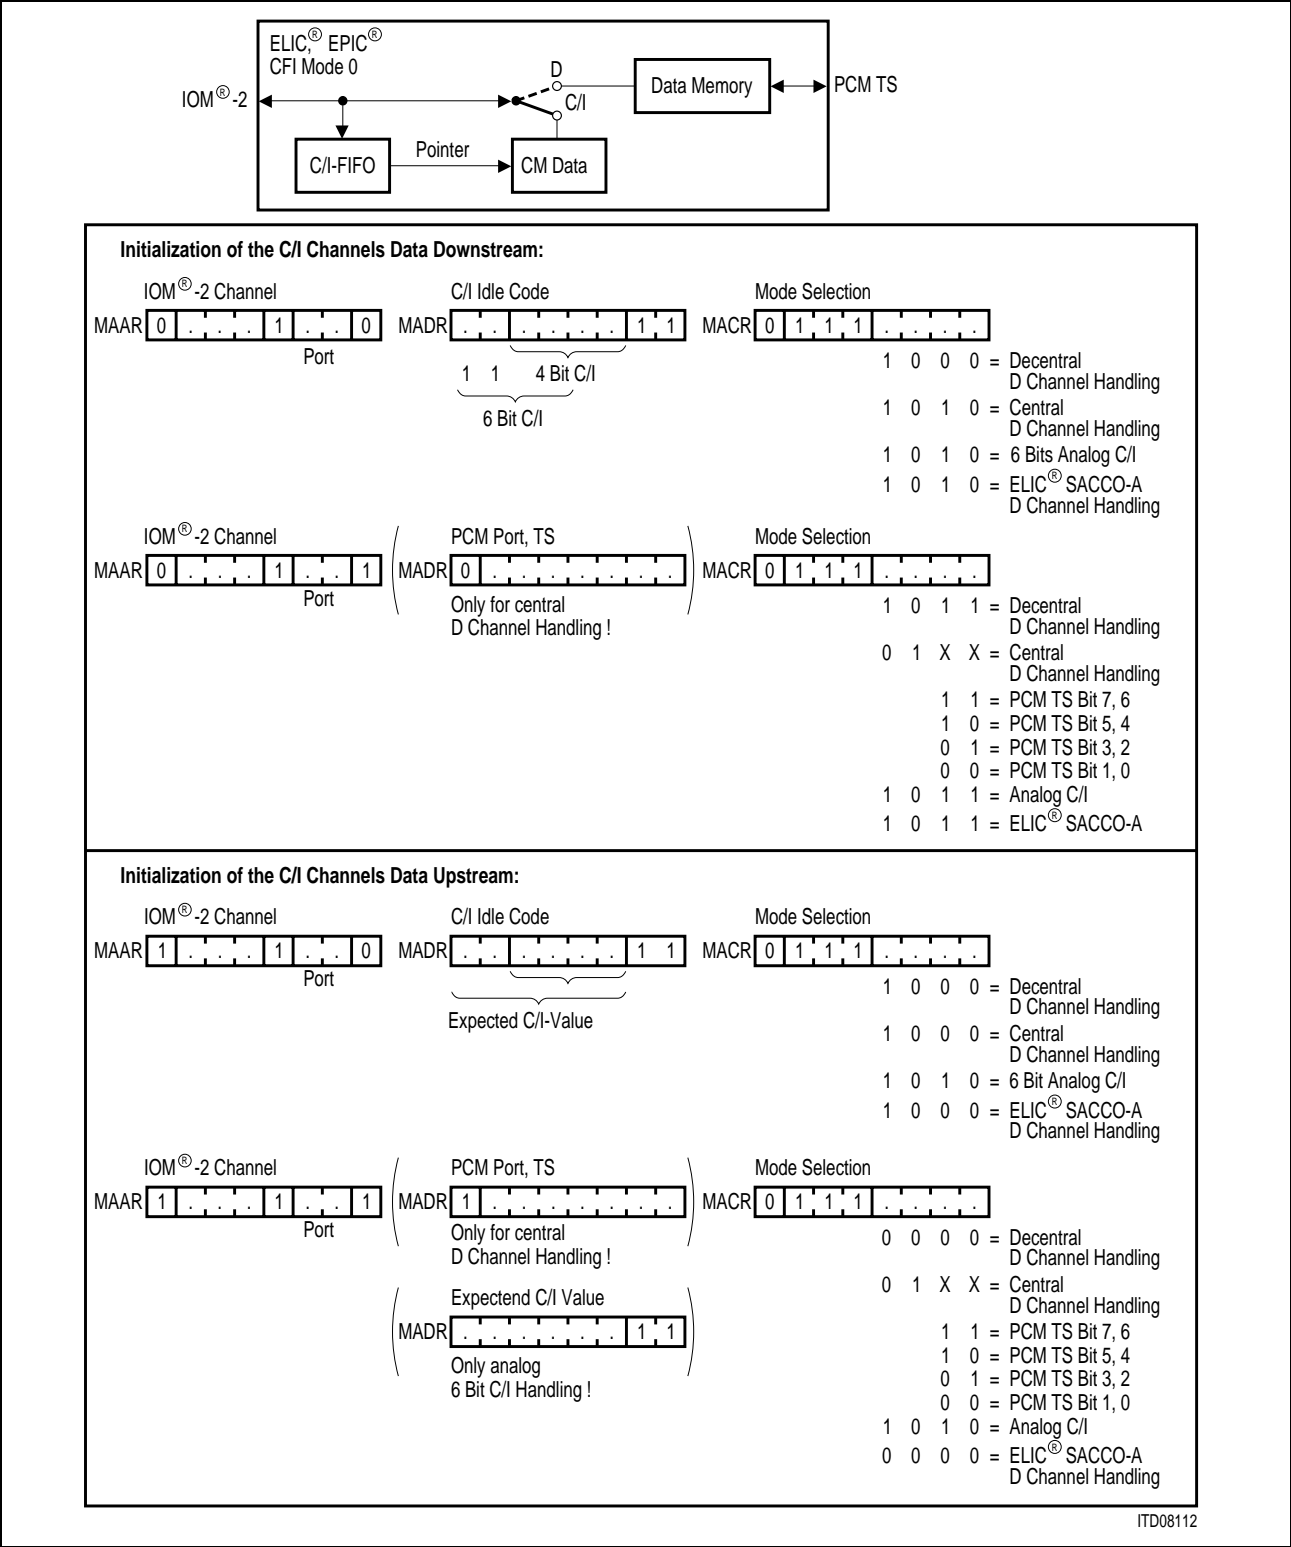 ELIC,® EPIC®
CFI Mode 0
IOM®-2
D
C/I
Data Memory
PCM TS
C/I-FIFO
Pointer
CM Data
Initialization of the C/I Channels Data Downstream:
IOM®-2 Channel C/I Idle Code Mode Selection
MAAR 0 . . . 1 . . 0 MADR . . . . . . 1 1 MACR 0 1 1 1 . . . .
Port
1 1 4 Bit C/I
6 Bit C/I
1 0 0 0 = Decentral
D Channel Handling
1 0 1 0 = Central
D Channel Handling
1 0 1 0 = 6 Bits Analog C/I
1 0 1 0 = ELIC® SACCO-A
D Channel Handling
IOM®-2 Channel PCM Port, TS Mode Selection
MAAR 0 . . . 1 . . 1 MADR 0 . . . . . . . MACR 0 1 1 1 . . . .
Port
Only for central
D Channel Handling !
1 0 1 1 = Decentral
D Channel Handling
0 1 X X = Central
D Channel Handling
1 1 = PCM TS Bit 7, 6
1 0 = PCM TS Bit 5, 4
0 1 = PCM TS Bit 3, 2
0 0 = PCM TS Bit 1, 0
1 0 1 1 = Analog C/I
1 0 1 1 = ELIC® SACCO-A
Initialization of the C/I Channels Data Upstream:
IOM®-2 Channel C/I Idle Code Mode Selection
MAAR 1 . . . 1 . . 0 MADR . . . . . . 1 1 MACR 0 1 1 1 . . . .
Port
Expected C/I-Value
1 0 0 0 = Decentral
D Channel Handling
1 0 0 0 = Central
D Channel Handling
1 0 1 0 = 6 Bit Analog C/I
1 0 0 0 = ELIC® SACCO-A
D Channel Handling
IOM®-2 Channel PCM Port, TS Mode Selection
MAAR 1 . . . 1 . . 1 MADR 1 . . . . . . . MACR 0 1 1 1 . . . .
Port
Only for central
D Channel Handling !
Expectend C/I Value
MADR . . . . . . 1 1
Only analog
6 Bit C/I Handling !
0 0 0 0 = Decentral
D Channel Handling
0 1 X X = Central
D Channel Handling
1 1 = PCM TS Bit 7, 6
1 0 = PCM TS Bit 5, 4
0 1 = PCM TS Bit 3, 2
0 0 = PCM TS Bit 1, 0
1 0 1 0 = Analog C/I
0 0 0 0 = ELIC® SACCO-A
D Channel Handling
ITD08112